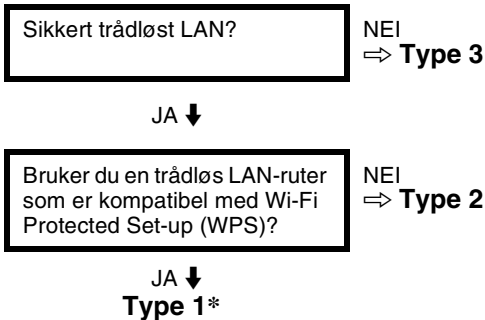 Sikkert trådløst LAN?
NEI
⇨ Type 3
JA ⬇
Bruker du en trådløs LAN-ruter
som er kompatibel med Wi-Fi
Protected Set-up (WPS)?
NEI
⇨ Type 2
JA ⬇
Type 1*